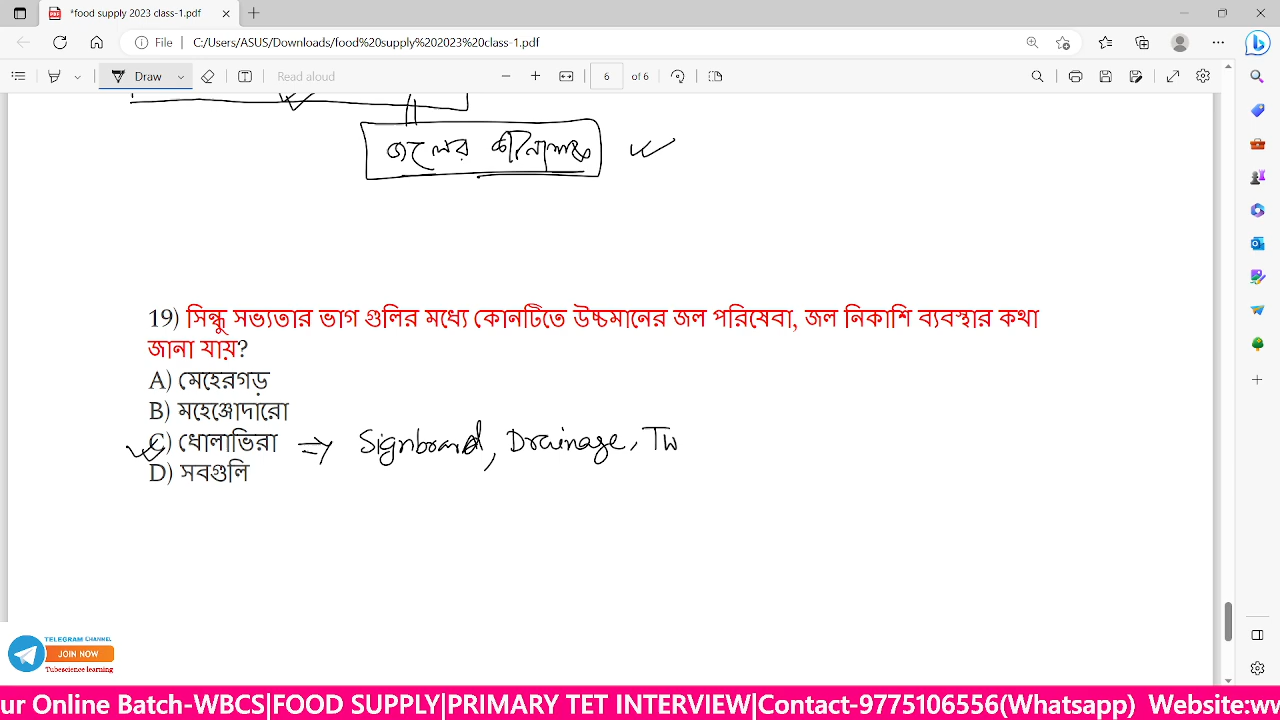 *food supply 2023 class-1.pdf
File
C:/Users/ASUS/Downloads/food%20supply%202023%20class-1.pdf
Draw
Read aloud
6
of 6
জলের
19) সিন্ধু সভ্যতার ভাগ গুলির মধ্যে কোনটিতে উচ্চমানের জল পরিষেবা, জল নিকাশি ব্যবস্থার কথা
জানা যায়?
A) মেহেরগড়
B) মহেঞ্জোদারো
C) ধোলাভিরা ⇒ Signboard, Drainage, Tw
D) সবগুলি
TELEGRAM CHANNEL
JOIN NOW
Tubescience learning
ur Online Batch-WBCS|FOOD SUPPLY|PRIMARY TET INTERVIEW|Contact-9775106556(Whatsapp) Website:wv